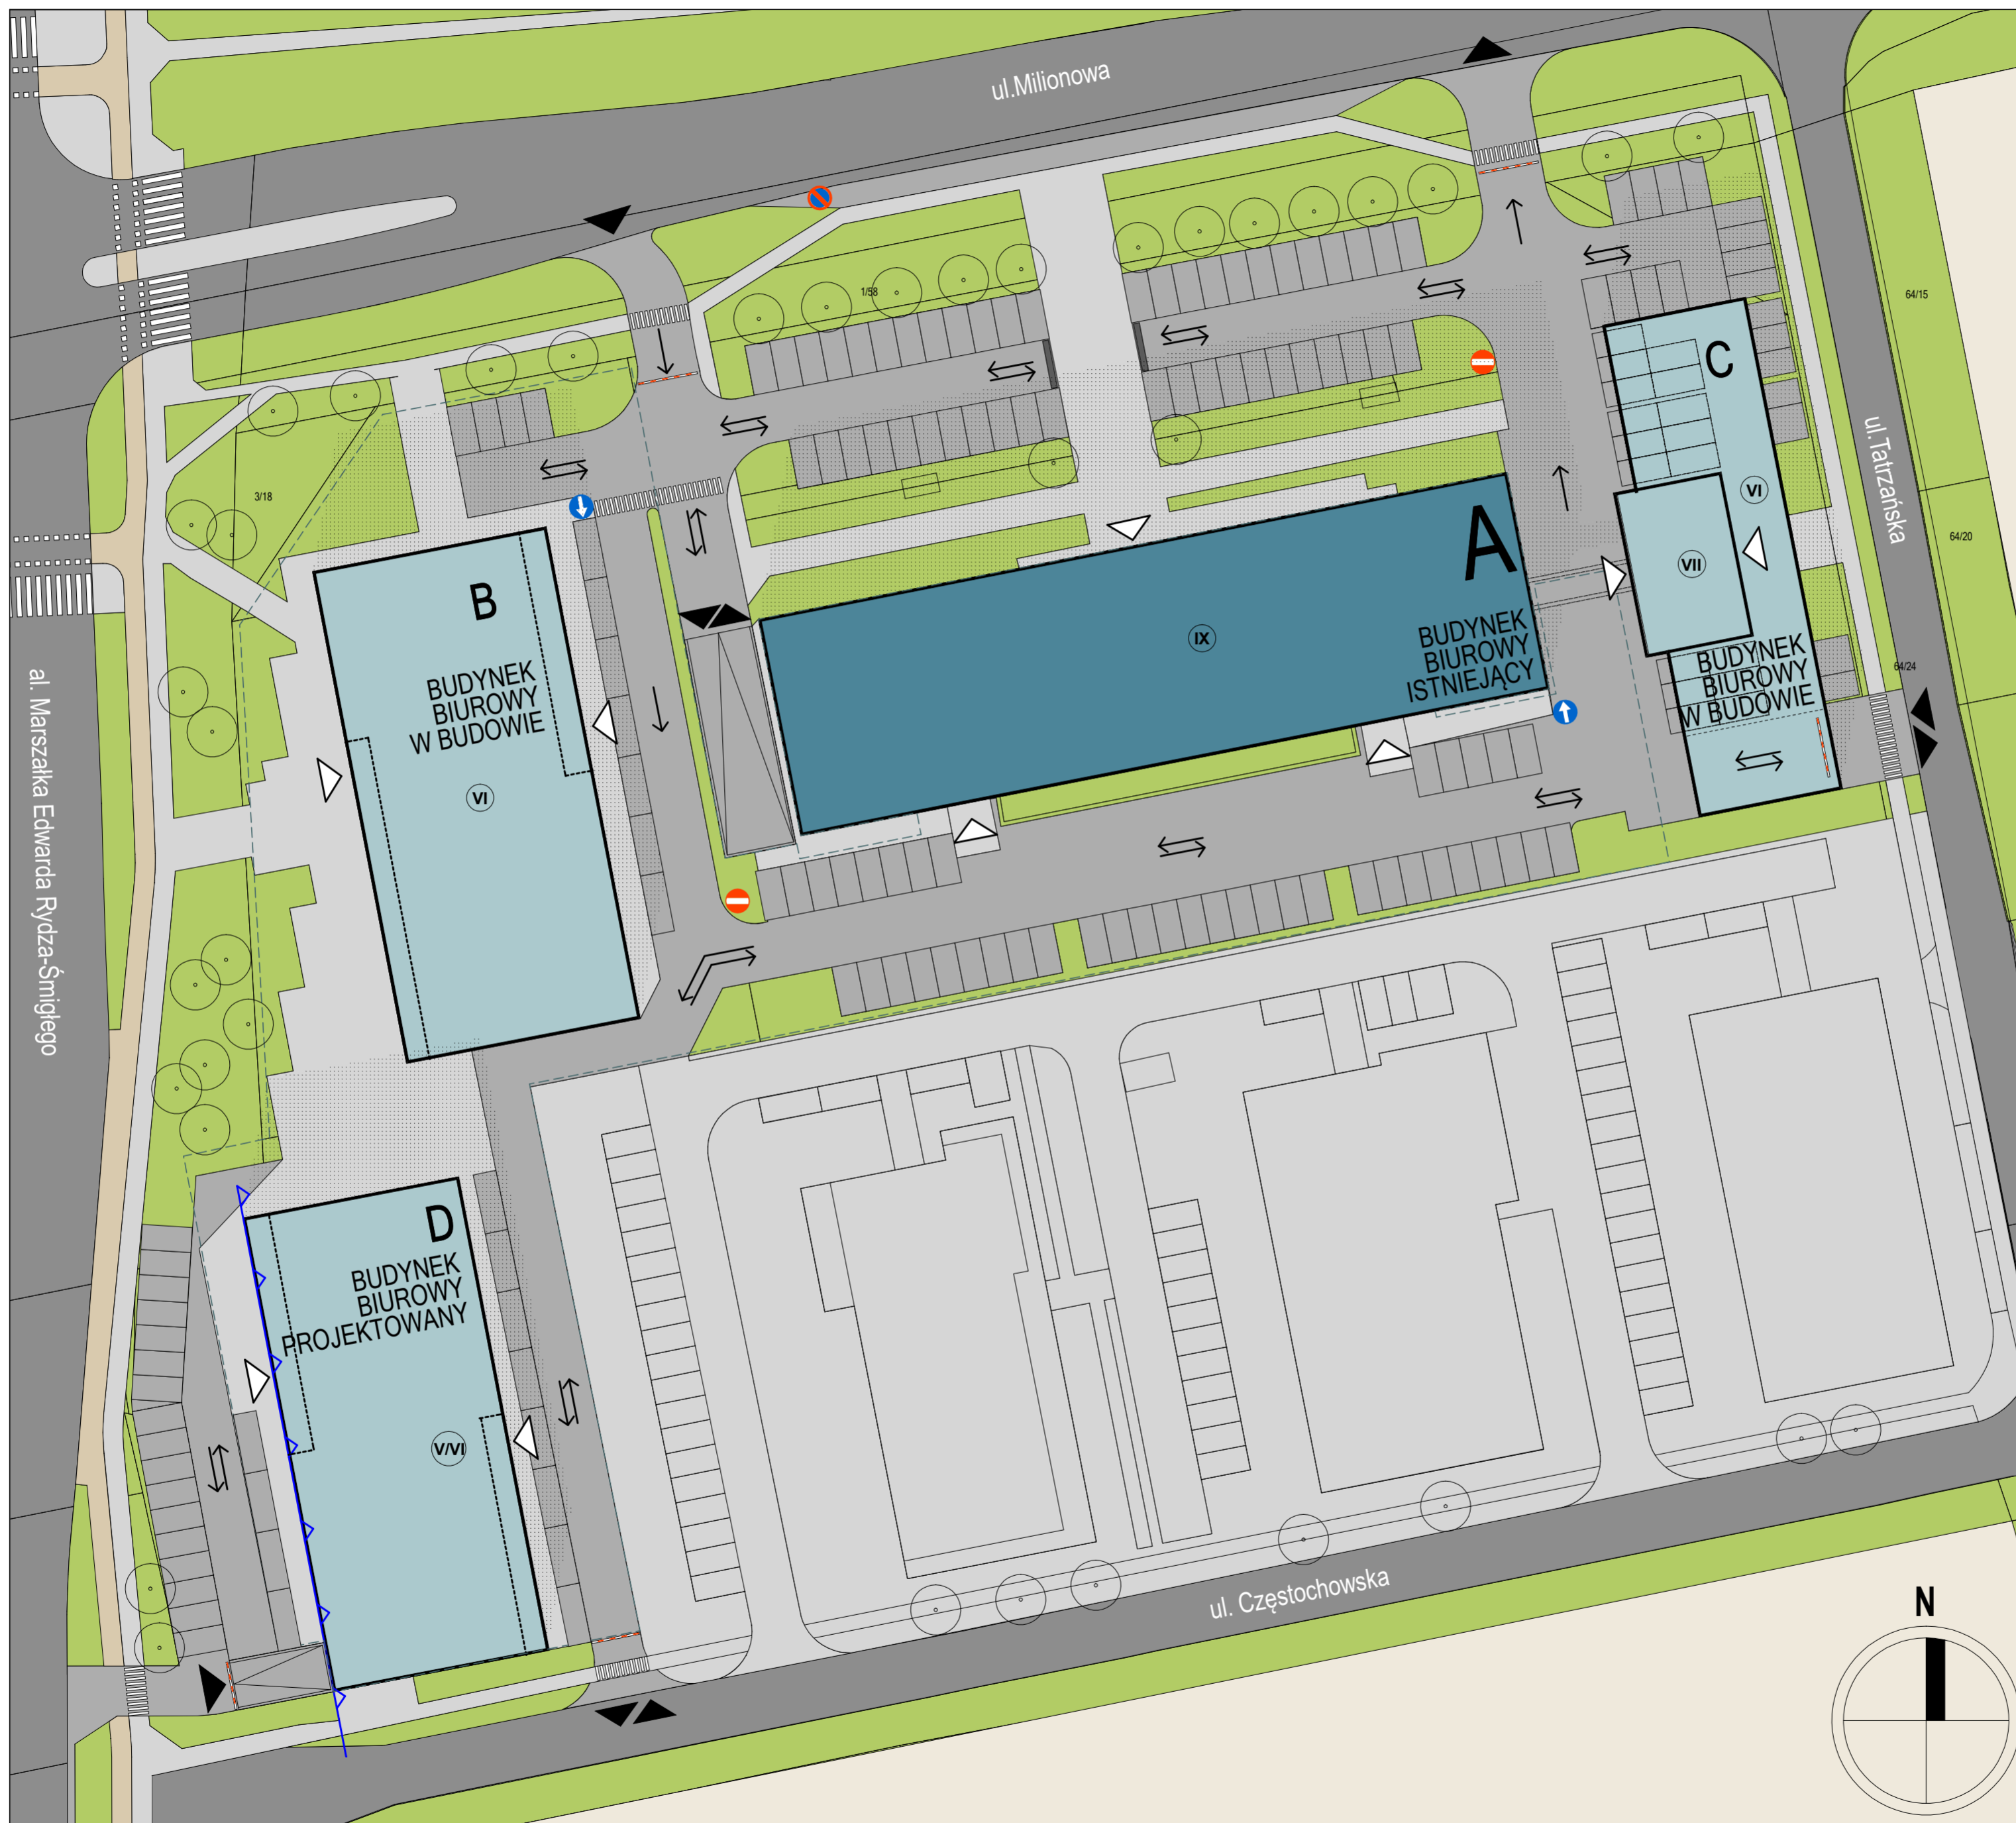 ul.Milionowa
1/58
64/15
C
ul.Tatrzańska
3/18
VI
A
64/20
VII
B
IX
BUDYNEK
BIUROWY
ISTNIEJĄCY
BUDYNEK
BIUROWY
W BUDOWIE
64/24
BUDYNEK
BIUROWY
W BUDOWIE
VI
al. Marszałka Edwarda Rydza-Śmigłego
D
BUDYNEK
BIUROWY
PROJEKTOWANY
V/VI
ul. Częstochowska
N